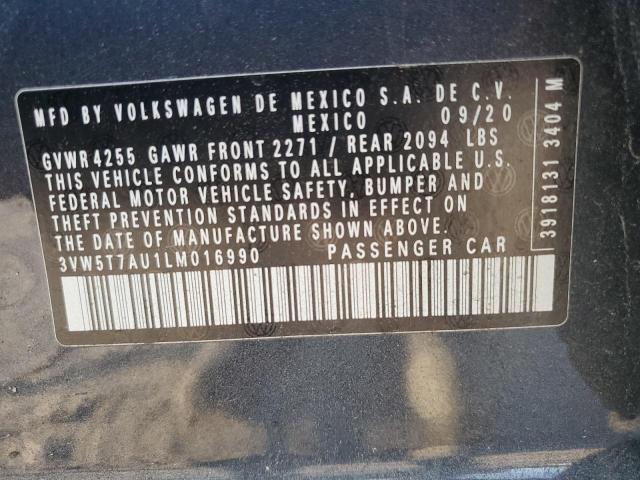 MFD BY VOLKSWAGEN DE MEXICO S.A. DE C.V.
MEXICO 09/20
GVWR 4255 GAWR FRONT 2271 / REAR 2094 LBS
THIS VEHICLE CONFORMS TO ALL APPLICABLE U.S.
FEDERAL MOTOR VEHICLE SAFETY, BUMPER AND
THEFT PREVENTION STANDARDS IN EFFECT ON
THE DATE OF MANUFACTURE SHOWN ABOVE.
3VW5T7AU1LM016990 PASSENGER CAR
3918131 3404 M